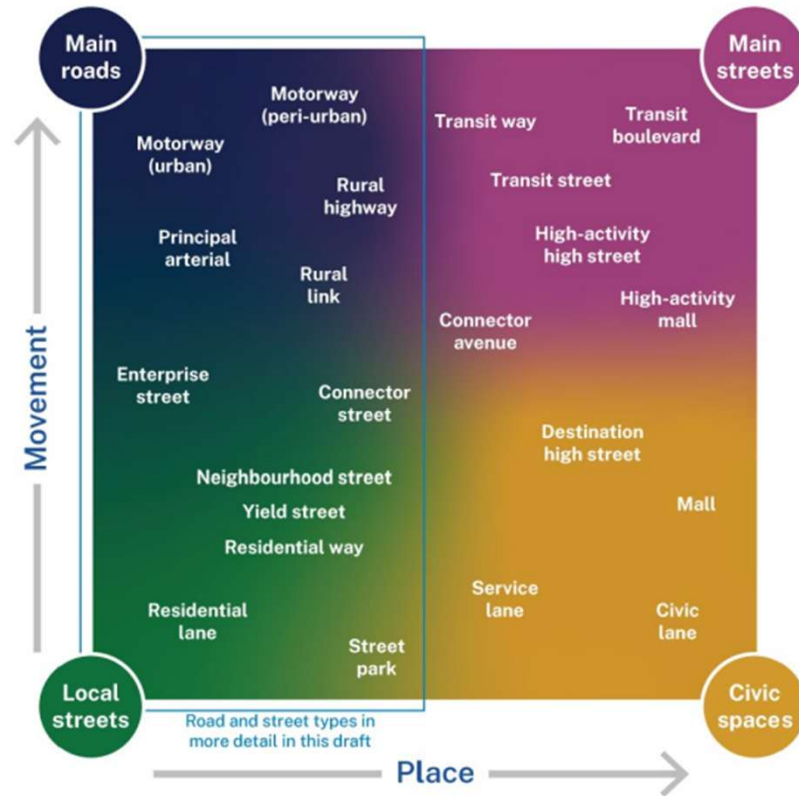 Main
roads
Main
streets
Motorway
(peri-urban)
Transit way
Transit
boulevard
Motorway
(urban)
Rural
highway
Transit street
Principal
arterial
High-activity
high street
Rural
link
High-activity
mall
Connector
avenue
Movement
Enterprise
street
Connector
street
Destination
high street
Neighbourhood street
Yield street
Mall
Residential way
Service
lane
Residential
lane
Civic
lane
Street
park
Local
streets
Civic
spaces
Road and street types in
more detail in this draft
Place